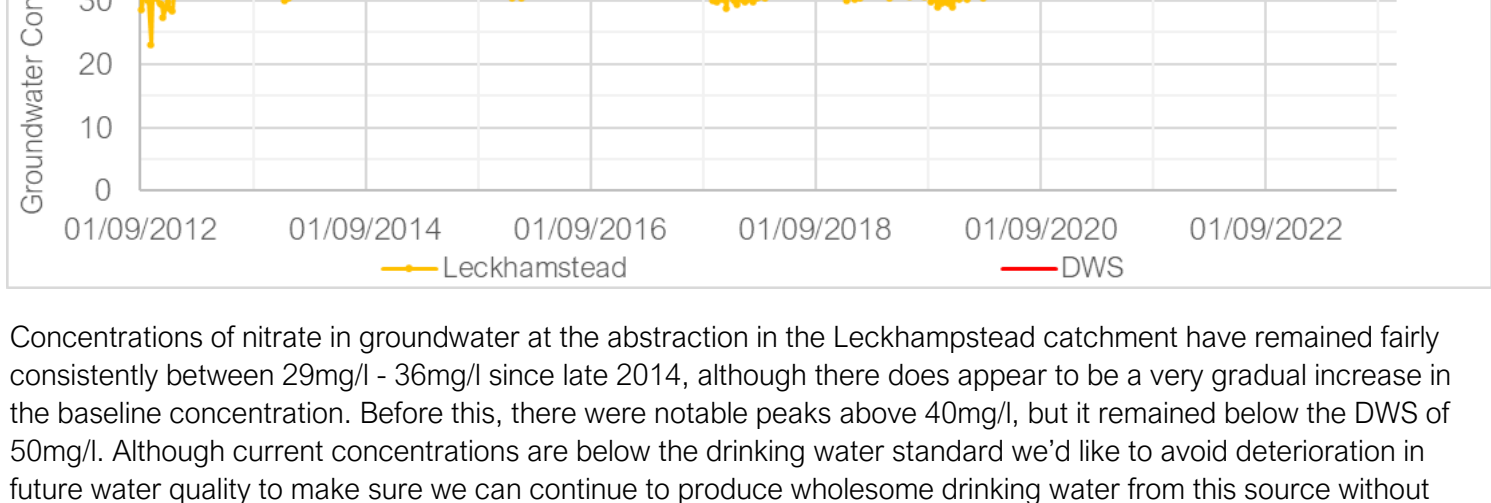 Groundwater Con
30
20
10
0
01/09/2012 01/09/2014 01/09/2016 01/09/2018 01/09/2020 01/09/2022
Leckhamstead DWS
Concentrations of nitrate in groundwater at the abstraction in the Leckhampstead catchment have remained fairly
consistently between 29mg/l - 36mg/l since late 2014, although there does appear to be a very gradual increase in
the baseline concentration. Before this, there were notable peaks above 40mg/l, but it remained below the DWS of
50mg/l. Although current concentrations are below the drinking water standard we’d like to avoid deterioration in
future water quality to make sure we can continue to produce wholesome drinking water from this source without